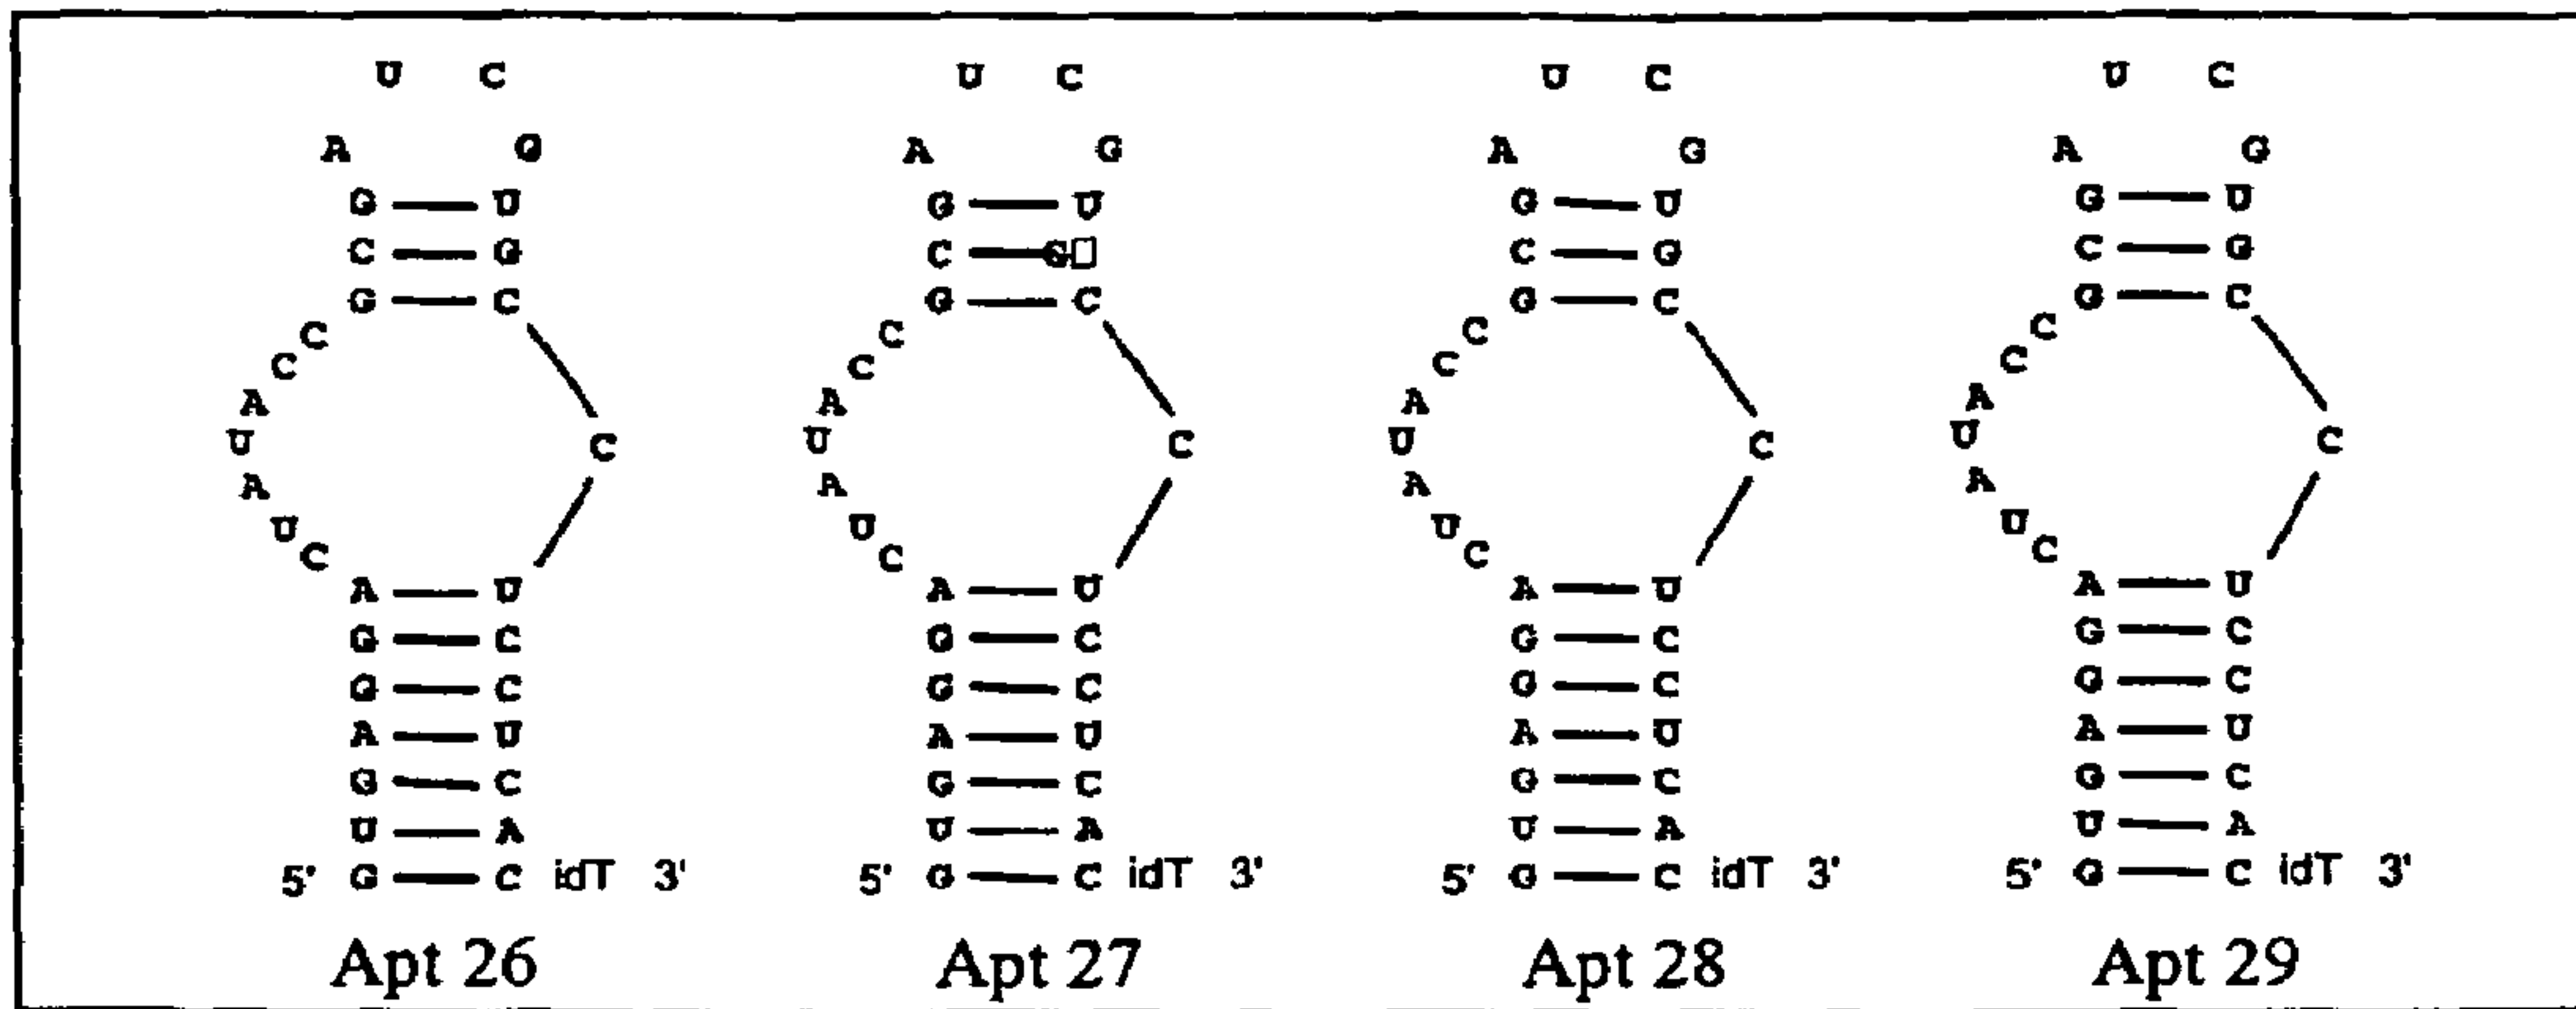 U C U C U C U C
A G A G A G A G
G U G U G U G U
C G C G□ C G C G
G C G C G C G C
C C C C
C C C C
A A A A
U C U C U C U C
A A A A
U U U U
C C C C
A U A U A U A U
G C G C G C G C
G C G C G C G C
A U A U A U A U
G C G C G C G C
U A U A U A U A
5' G C idT 3' 5' G C idT 3' 5' G C idT 3' 5' G C idT 3'
Apt 26 Apt 27 Apt 28 Apt 29